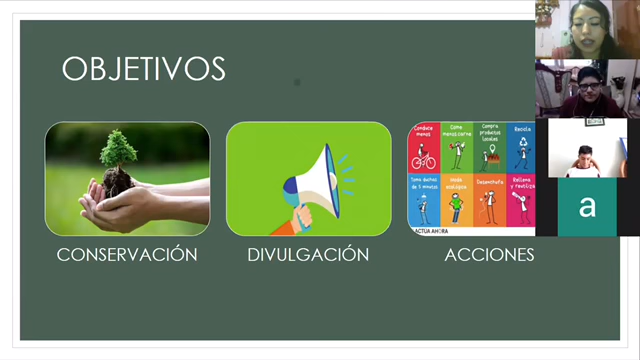 OBJETIVOS
Conduce menos
Come menos carne
Compra productos locales
Recicla
Toma duchas de 5 minutos
Moda ecológica
Desenchufa
Rellena y reutiliza
ACTÚA AHORA
a
CONSERVACIÓN
DIVULGACIÓN
ACCIONES